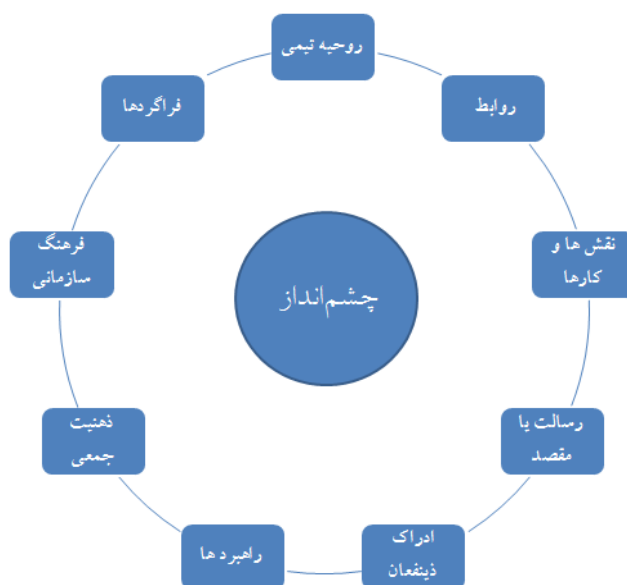 روحیه تیمی
روابط
نقش ها و
کارها
رسالت یا
مقصد
ادراک
ذینفعان
راهبرد ها
ذهنیت
جمعی
فرهنگ
سازمانی
فراگردها
چشم‌انداز